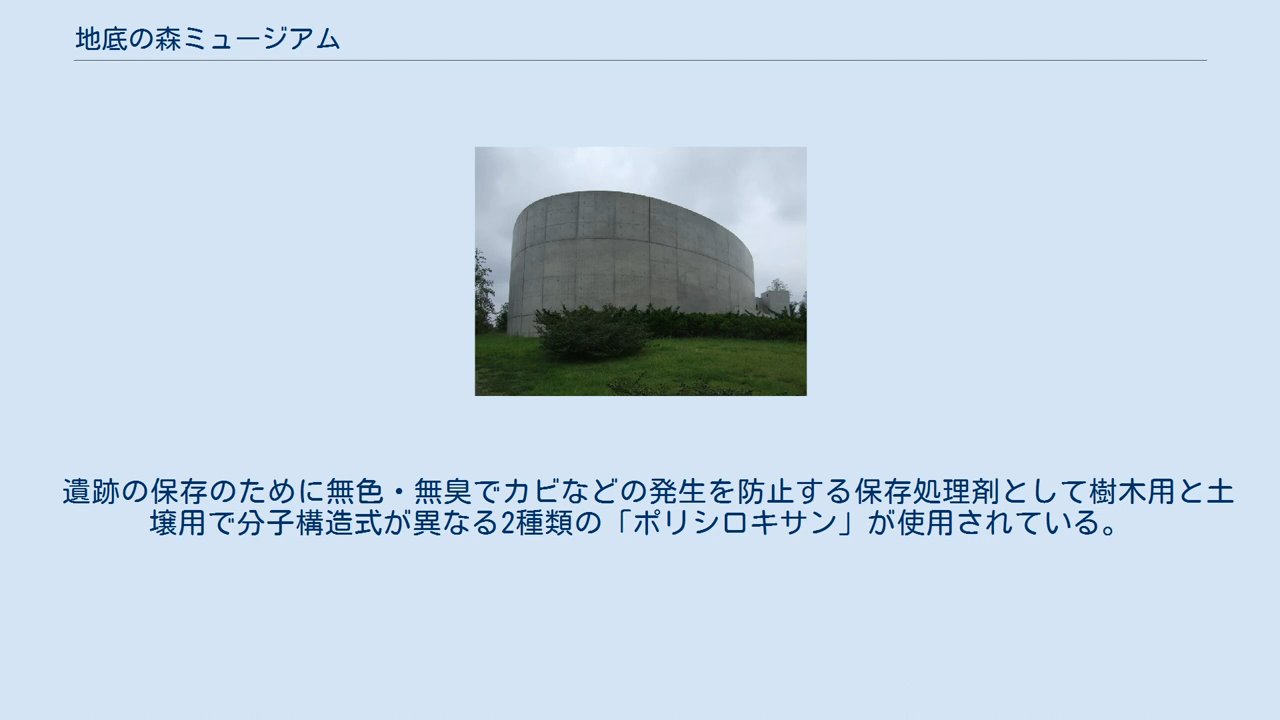 地底の森ミュージアム
遺跡の保存のために無色・無臭でカビなどの発生を防止する保存処理剤として樹木用と土
壌用で分子構造式が異なる2種類の「ポリシロキサン」が使用されている。